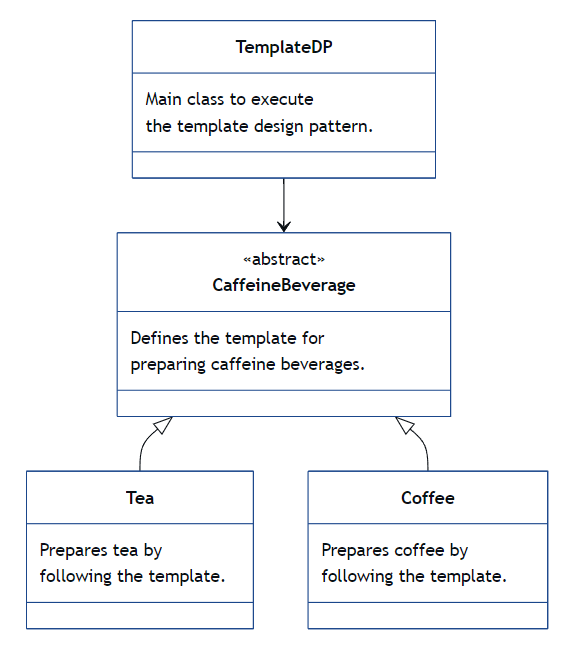 TemplateDP
Main class to execute
the template design pattern.
«abstract»
CaffeineBeverage
Defines the template for
preparing caffeine beverages.
Tea
Prepares tea by
following the template.
Coffee
Prepares coffee by
following the template.